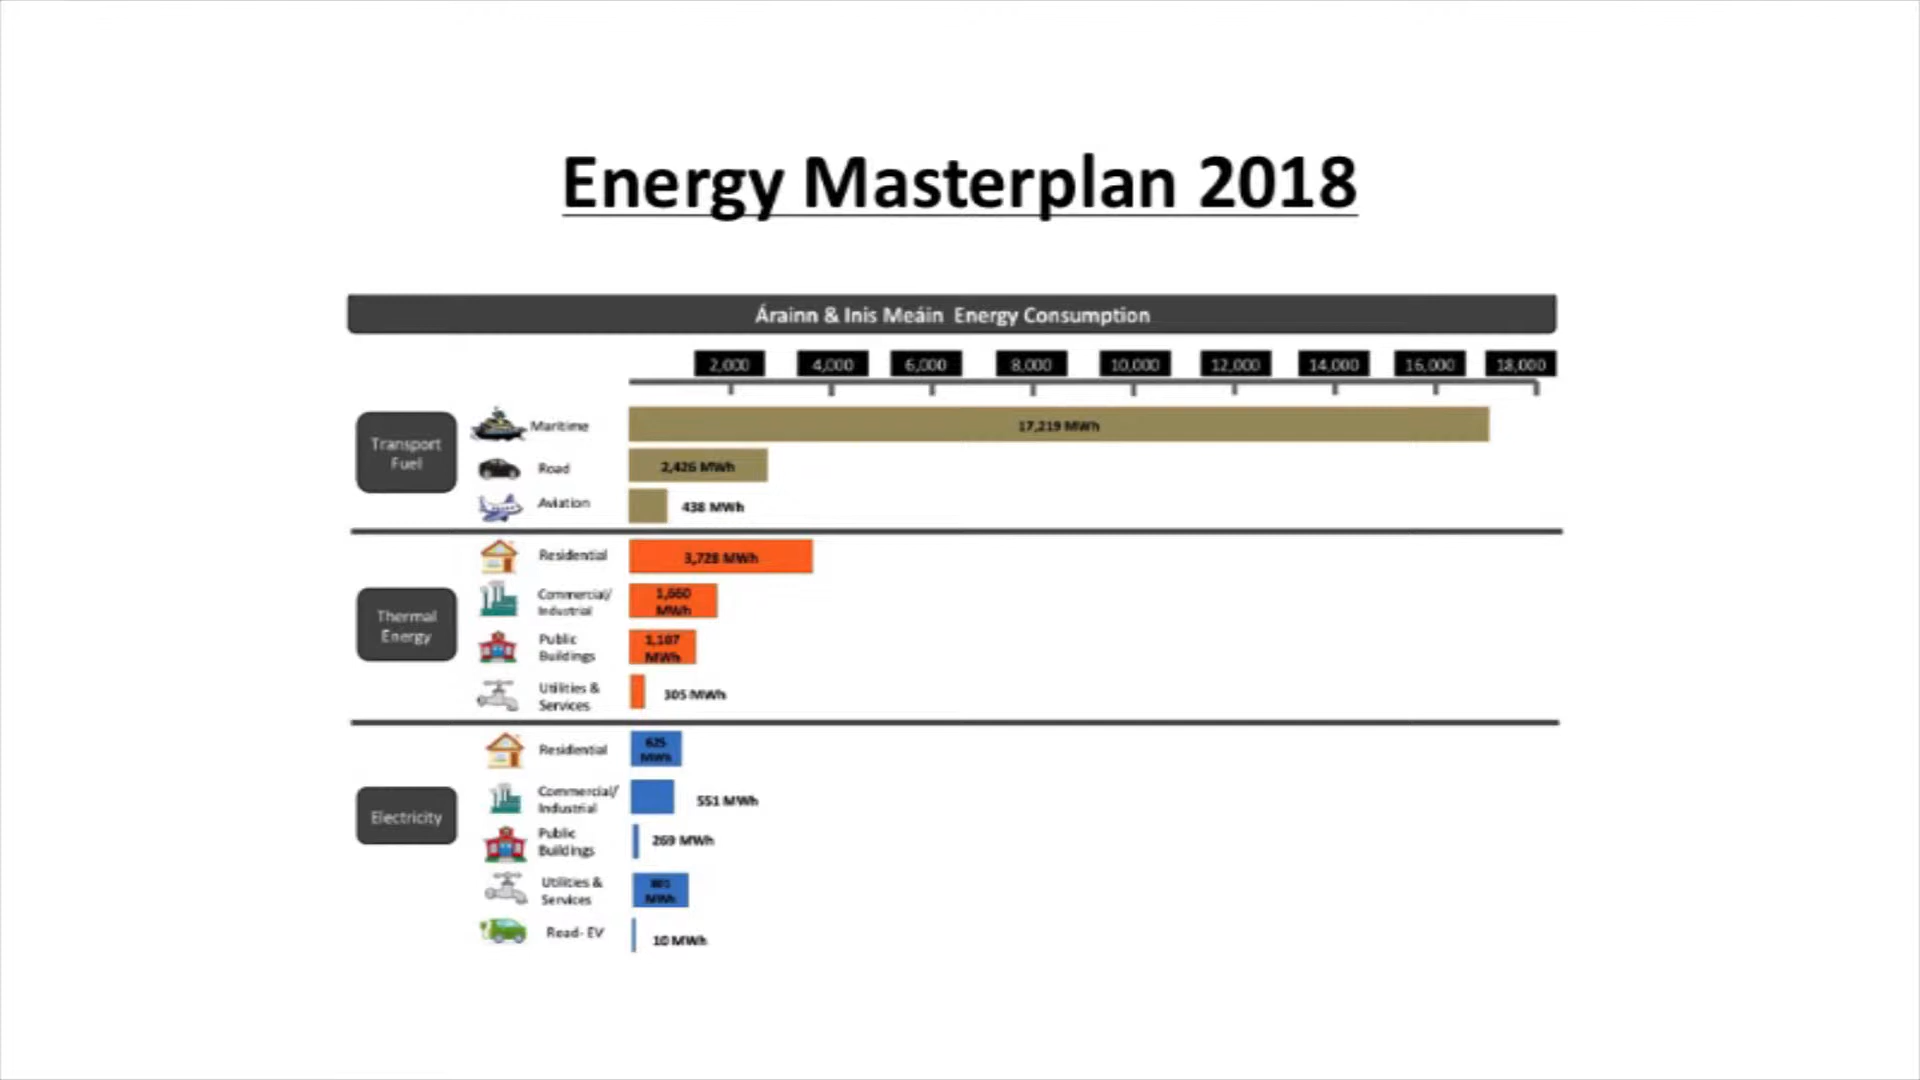 Energy Masterplan 2018
Árainn & Inis Meáin Energy Consumption
2,000 4,000 6,000 8,000 10,000 12,000 14,000 16,000 18,000
Transport
Fuel
Maritime
17,219 MWh
Road
2,426 MWh
Aviation
438 MWh
Thermal
Energy
Residential
3,728 MWh
Commercial/
Industrial
1,660
MWh
Public
Buildings
1,107
MWh
Utilities &
Services
305 MWh
Electricity
Residential
625
MWh
Commercial/
Industrial
551 MWh
Public
Buildings
269 MWh
Utilities &
Services
MWh
Road- EV
10 MWh